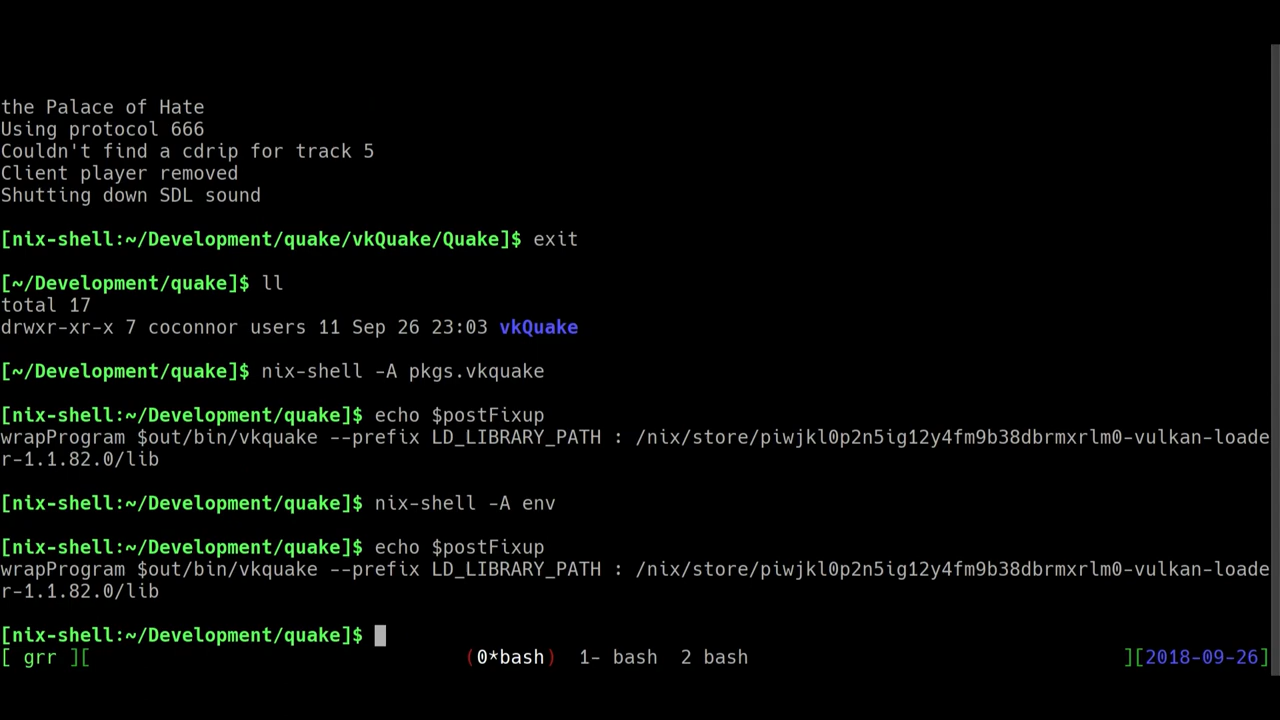 the Palace of Hate
Using protocol 666
Couldn't find a cdrip for track 5
Client player removed
Shutting down SDL sound
[nix-shell:~/Development/quake/vkQuake/Quake]$ exit
[~/Development/quake]$ ll
total 17
drwxr-xr-x 7 coconnor users 11 Sep 26 23:03 vkQuake
[~/Development/quake]$ nix-shell -A pkgs.vkquake
[nix-shell:~/Development/quake]$ echo $postFixup
wrapProgram $out/bin/vkquake --prefix LD_LIBRARY_PATH : /nix/store/piwjkl0p2n5ig12y4fm9b38dbrmxrlm0-vulkan-loade
r-1.1.82.0/lib
[nix-shell:~/Development/quake]$ nix-shell -A env
[nix-shell:~/Development/quake]$ echo $postFixup
wrapProgram $out/bin/vkquake --prefix LD_LIBRARY_PATH : /nix/store/piwjkl0p2n5ig12y4fm9b38dbrmxrlm0-vulkan-loade
r-1.1.82.0/lib
[nix-shell:~/Development/quake]$
[ grr ][ (0*bash) 1- bash 2 bash ][2018-09-26]